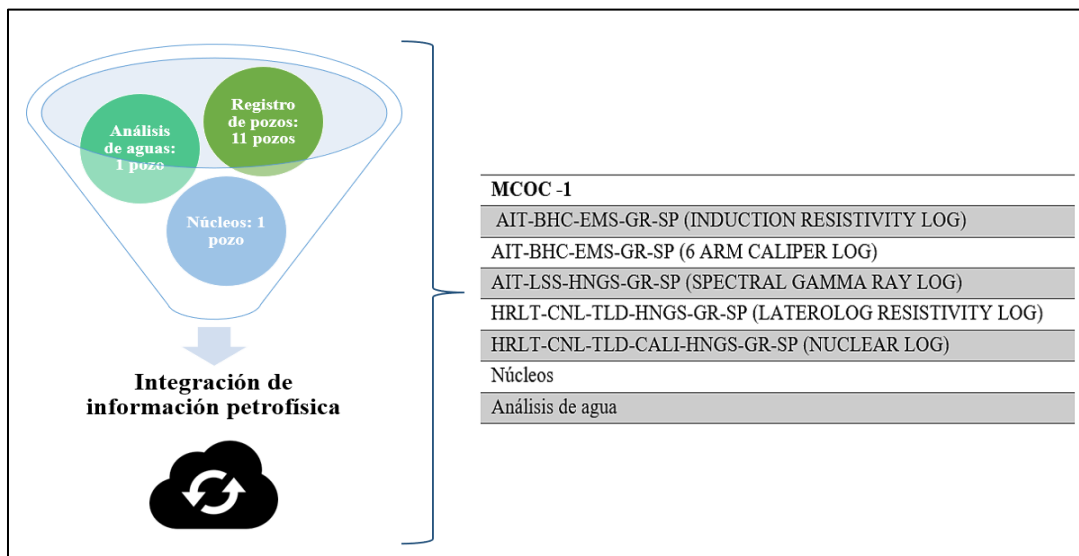 Análisis
de aguas:
1 pozo
Registro
de pozos:
11 pozos
Núcleos: 1
pozo
Integración de
información petrofísica
MCOC -1
AIT-BHC-EMS-GR-SP (INDUCTION RESISTIVITY LOG)
AIT-BHC-EMS-GR-SP (6 ARM CALIPER LOG)
AIT-LSS-HNGS-GR-SP (SPECTRAL GAMMA RAY LOG)
HRLT-CNL-TLD-HNGS-GR-SP (LATEROLOG RESISTIVITY LOG)
HRLT-CNL-TLD-CALI-HNGS-GR-SP (NUCLEAR LOG)
Núcleos
Análisis de agua